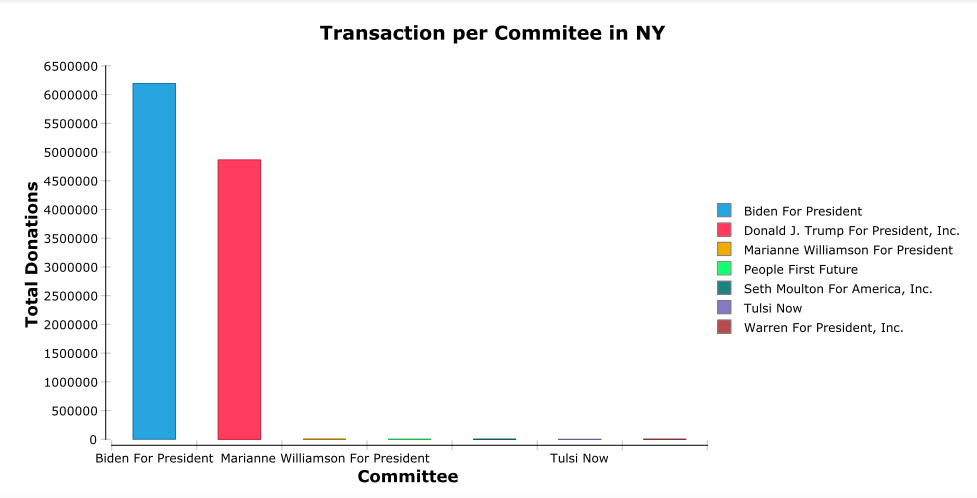 Transaction per Commitee in NY
6500000
6000000
5500000
5000000
4500000
4000000
3500000
3000000
2500000
2000000
1500000
1000000
500000
0
Total Donations
Biden For President
Marianne Williamson For President
Tulsi Now
Committee
Biden For President
Donald J. Trump For President, Inc.
Marianne Williamson For President
People First Future
Seth Moulton For America, Inc.
Tulsi Now
Warren For President, Inc.